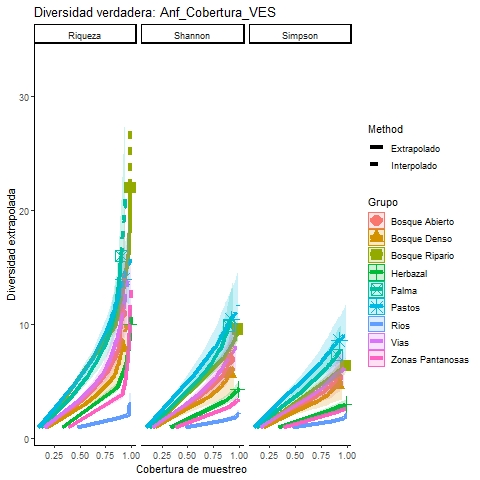 Diversidad verdadera: Anf_Cobertura_VES
Riqueza
Shannon
Simpson
30
20
10
0
Diversidad extrapolada
0.25 0.50 0.75 1.00
0.25 0.50 0.75 1.00
0.25 0.50 0.75 1.00
Cobertura de muestreo
Method
Extrapolado
Interpolado
Grupo
Bosque Abierto
Bosque Denso
Bosque Ripario
Herbazal
Palma
Pastos
Rios
Vias
Zonas Pantanosas